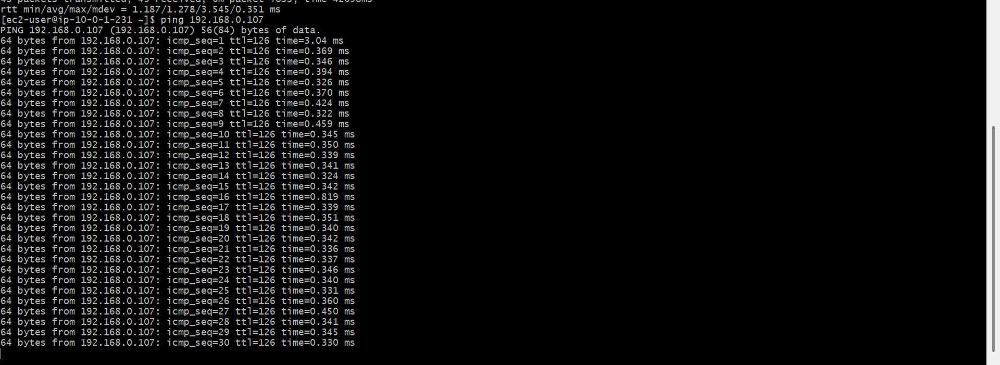 45 packets transmitted, 45 received, 0% packet loss, time
rtt min/avg/max/mdev = 1.187/1.278/3.545/0.351 ms
[ec2-user@ip-10-0-1-231 ~]$ ping 192.168.0.107
PING 192.168.0.107 (192.168.0.107) 56(84) bytes of data.
64 bytes from 192.168.0.107: icmp_seq=1 ttl=126 time=3.04 ms
64 bytes from 192.168.0.107: icmp_seq=2 ttl=126 time=0.369 ms
64 bytes from 192.168.0.107: icmp_seq=3 ttl=126 time=0.346 ms
64 bytes from 192.168.0.107: icmp_seq=4 ttl=126 time=0.394 ms
64 bytes from 192.168.0.107: icmp_seq=5 ttl=126 time=0.326 ms
64 bytes from 192.168.0.107: icmp_seq=6 ttl=126 time=0.370 ms
64 bytes from 192.168.0.107: icmp_seq=7 ttl=126 time=0.424 ms
64 bytes from 192.168.0.107: icmp_seq=8 ttl=126 time=0.322 ms
64 bytes from 192.168.0.107: icmp_seq=9 ttl=126 time=0.459 ms
64 bytes from 192.168.0.107: icmp_seq=10 ttl=126 time=0.345 ms
64 bytes from 192.168.0.107: icmp_seq=11 ttl=126 time=0.350 ms
64 bytes from 192.168.0.107: icmp_seq=12 ttl=126 time=0.339 ms
64 bytes from 192.168.0.107: icmp_seq=13 ttl=126 time=0.341 ms
64 bytes from 192.168.0.107: icmp_seq=14 ttl=126 time=0.324 ms
64 bytes from 192.168.0.107: icmp_seq=15 ttl=126 time=0.342 ms
64 bytes from 192.168.0.107: icmp_seq=16 ttl=126 time=0.819 ms
64 bytes from 192.168.0.107: icmp_seq=17 ttl=126 time=0.339 ms
64 bytes from 192.168.0.107: icmp_seq=18 ttl=126 time=0.351 ms
64 bytes from 192.168.0.107: icmp_seq=19 ttl=126 time=0.340 ms
64 bytes from 192.168.0.107: icmp_seq=20 ttl=126 time=0.342 ms
64 bytes from 192.168.0.107: icmp_seq=21 ttl=126 time=0.336 ms
64 bytes from 192.168.0.107: icmp_seq=22 ttl=126 time=0.337 ms
64 bytes from 192.168.0.107: icmp_seq=23 ttl=126 time=0.346 ms
64 bytes from 192.168.0.107: icmp_seq=24 ttl=126 time=0.340 ms
64 bytes from 192.168.0.107: icmp_seq=25 ttl=126 time=0.331 ms
64 bytes from 192.168.0.107: icmp_seq=26 ttl=126 time=0.360 ms
64 bytes from 192.168.0.107: icmp_seq=27 ttl=126 time=0.450 ms
64 bytes from 192.168.0.107: icmp_seq=28 ttl=126 time=0.341 ms
64 bytes from 192.168.0.107: icmp_seq=29 ttl=126 time=0.345 ms
64 bytes from 192.168.0.107: icmp_seq=30 ttl=126 time=0.330 ms